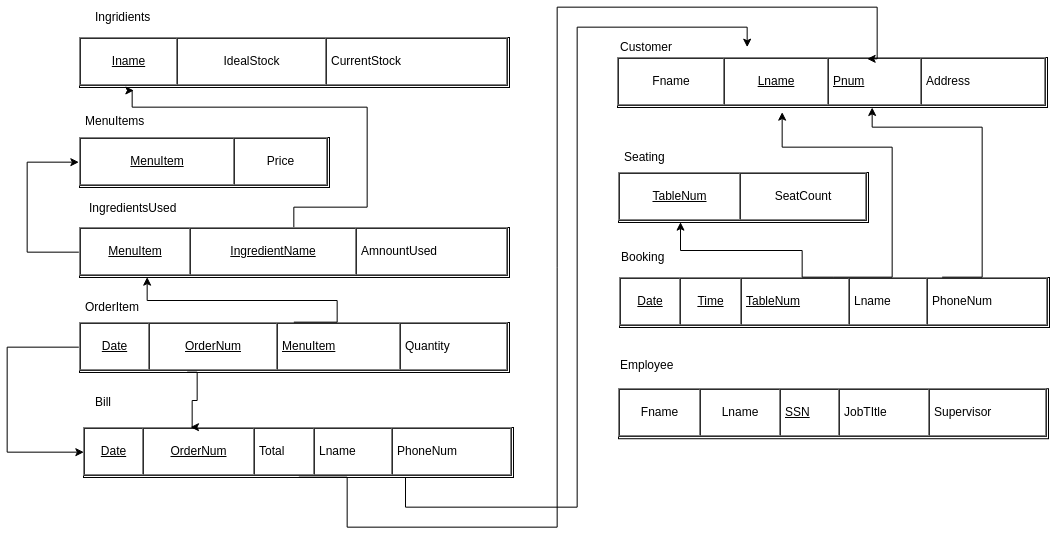 Ingridients
Iname IdealStock CurrentStock
MenuItems
MenuItem Price
IngredientsUsed
MenuItem IngredientName AmnountUsed
OrderItem
Date OrderNum MenuItem Quantity
Bill
Date OrderNum Total Lname PhoneNum
Customer
Fname Lname Pnum Address
Seating
TableNum SeatCount
Booking
Date Time TableNum Lname PhoneNum
Employee
Fname Lname SSN JobTItle Supervisor